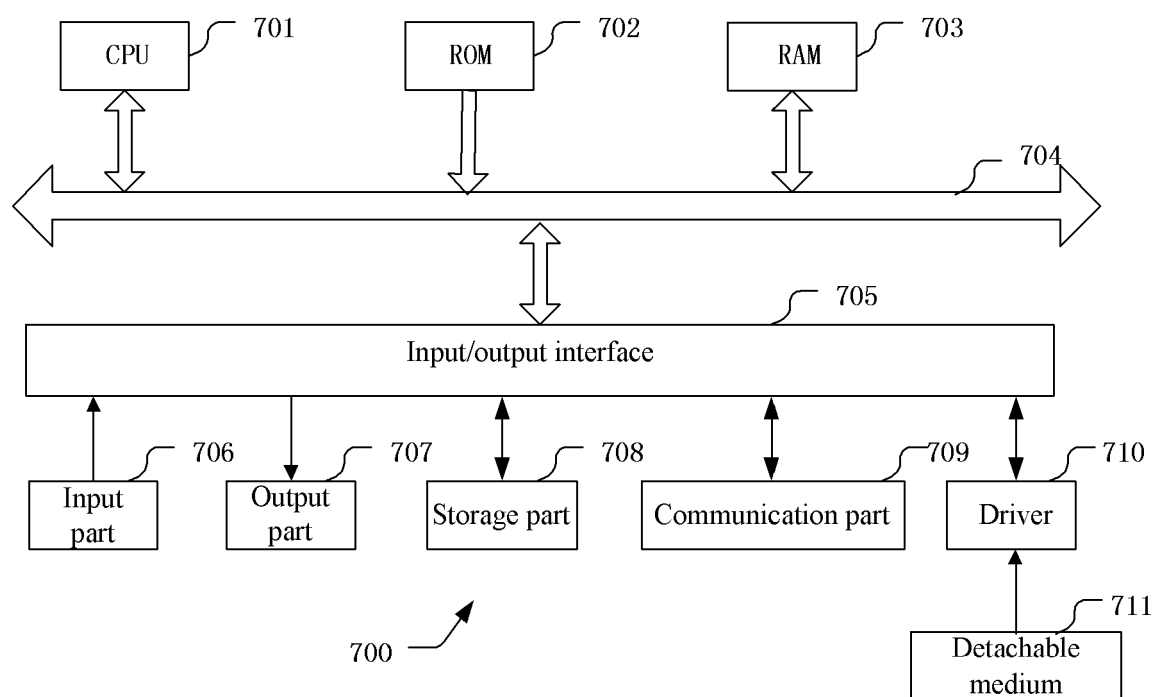 701
702
703
CPU
ROM
RAM
704
705
Input/output interface
706
707
708
709
710
Input
part
Output
part
Storage part
Communication part
Driver
711
700
Detachable
medium